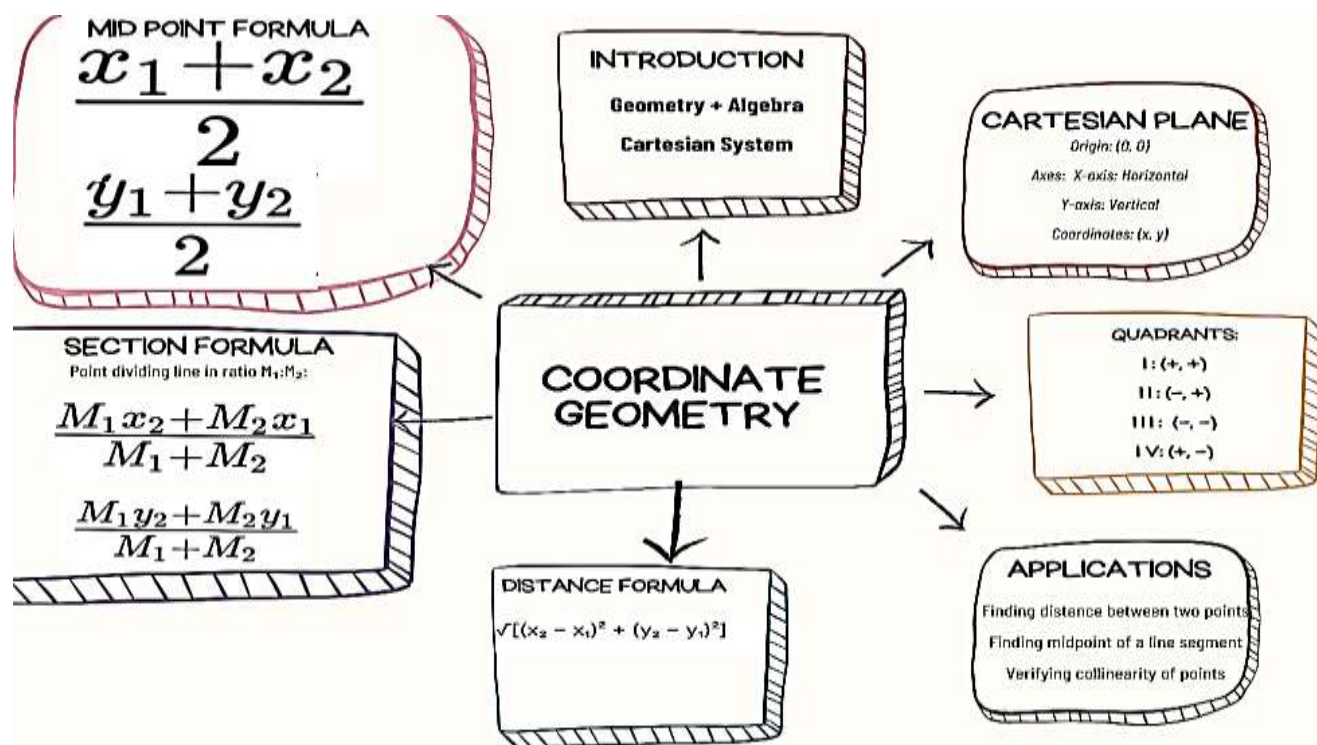 MID POINT FORMULA
x₁+x₂
2
y₁+y₂
2
INTRODUCTION
Geometry + Algebra
Cartesian System
CARTESIAN PLANE
Origin: (0, 0)
Axes: X-axis: Horizontal
Y-axis: Vertical
Coordinates: (x, y)
SECTION FORMULA
Point dividing line in ratio M₁:M₂:
M₁x₂+M₂x₁
M₁+M₂
M₁y₂+M₂y₁
M₁+M₂
COORDINATE
GEOMETRY
QUADRANTS:
I: (+, +)
II: (-, +)
III: (-, -)
IV: (+, -)
DISTANCE FORMULA
√[(x₂ − x₁)² + (y₂ − y₁)²]
APPLICATIONS
Finding distance between two points
Finding midpoint of a line segment
Verifying collinearity of points